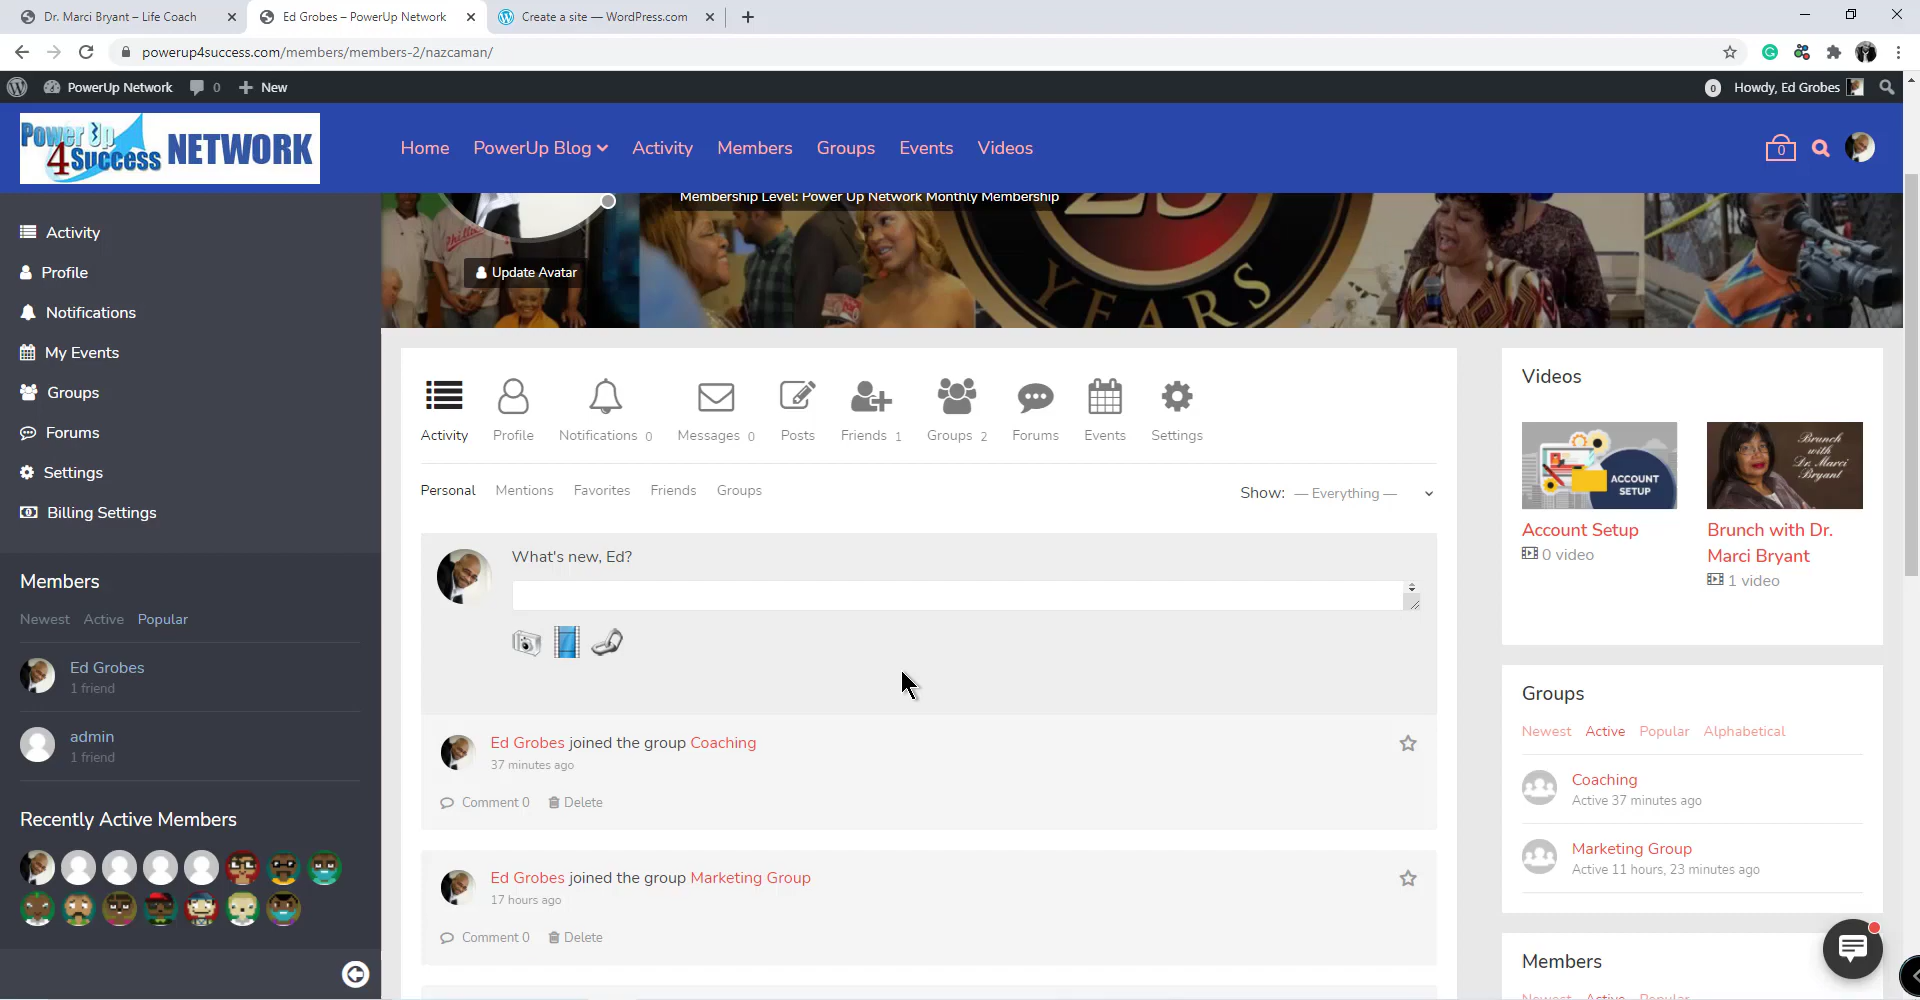 Dr. Marci Bryant – Life Coach
Ed Grobes – PowerUp Network
Create a site — WordPress.com
powerup4success.com/members/members-2/nazcaman/
PowerUp Network
0
New
0
Howdy, Ed Grobes
Power Up
4Success NETWORK
Home
PowerUp Blog
Activity
Members
Groups
Events
Videos
0
Membership Level: Power Up Network Monthly Membership
25
YEARS
Update Avatar
Activity
Profile
Notifications
My Events
Groups
Forums
Settings
Billing Settings
Members
Newest Active Popular
Ed Grobes
1 friend
admin
1 friend
Recently Active Members
Activity
Profile
Notifications 0
Messages 0
Posts
Friends 1
Groups 2
Forums
Events
Settings
Personal Mentions Favorites Friends Groups
Show: — Everything —
What's new, Ed?
Ed Grobes joined the group Coaching
37 minutes ago
Comment 0 Delete
Ed Grobes joined the group Marketing Group
17 hours ago
Comment 0 Delete
Videos
ACCOUNT
SETUP
Account Setup
0 video
Brunch
with
Dr. Marci
Bryant
Brunch with Dr.
Marci Bryant
1 video
Groups
Newest Active Popular Alphabetical
Coaching
Active 37 minutes ago
Marketing Group
Active 11 hours, 23 minutes ago
Members
Newest Active Popular